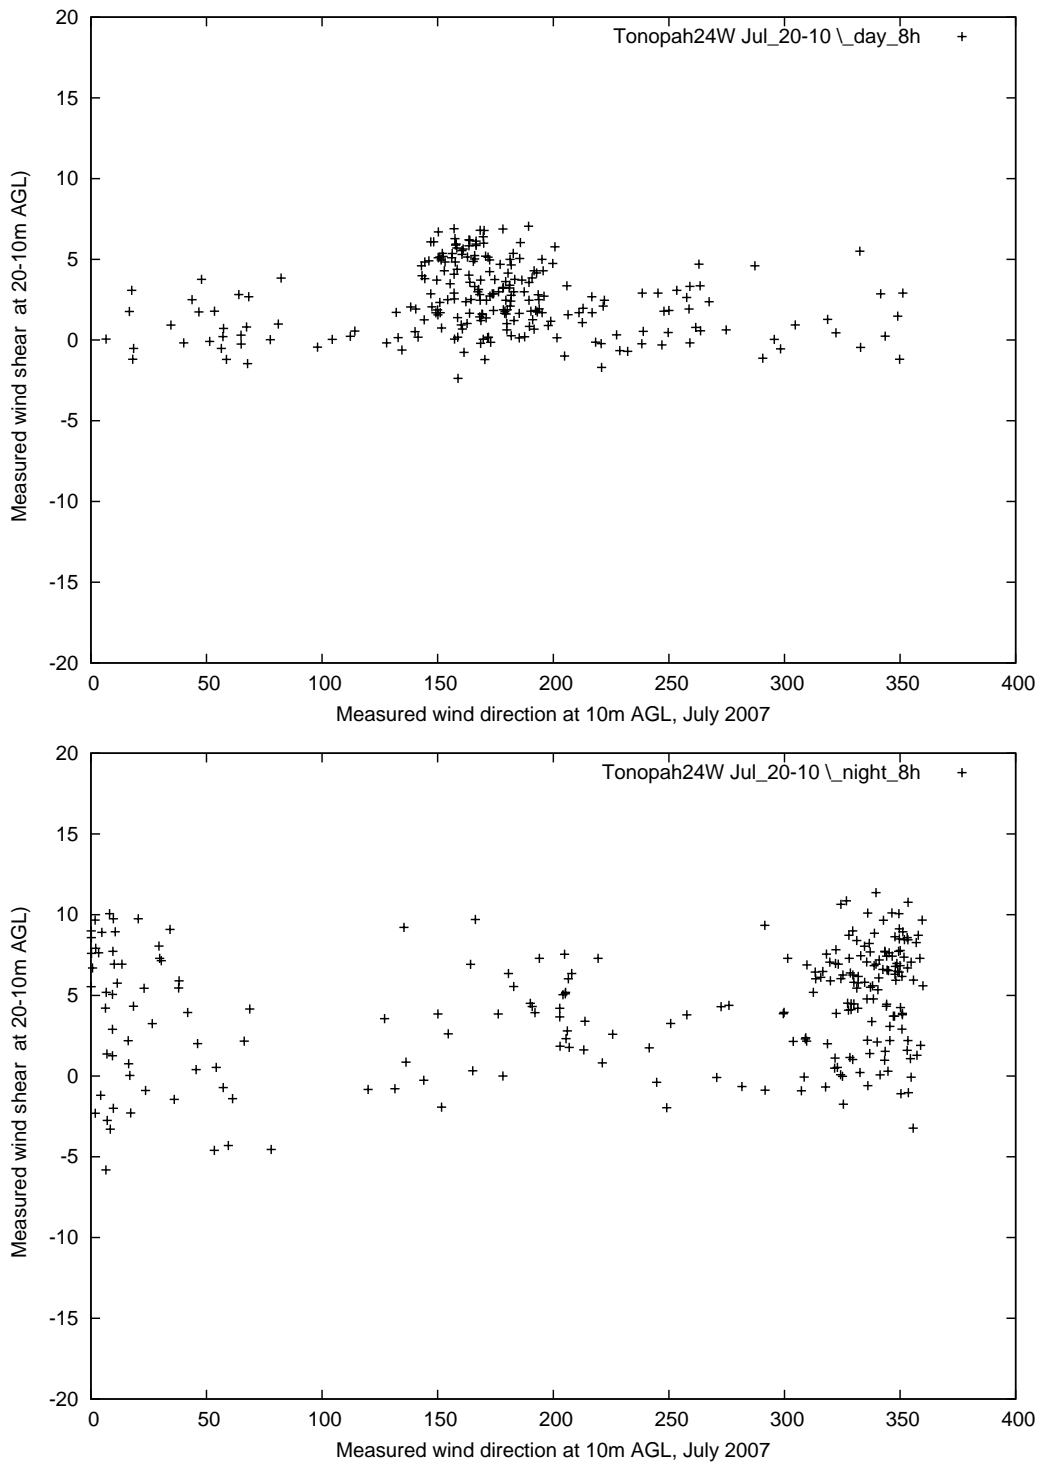 20
Tonopah24W Jul_20-10 \_day_8h
15
10
5
0
-5
-10
-15
-20
Measured wind shear at 20-10m AGL)
0 50 100 150 200 250 300 350 400
Measured wind direction at 10m AGL, July 2007
20
Tonopah24W Jul_20-10 \_night_8h
15
10
5
0
-5
-10
-15
-20
Measured wind shear at 20-10m AGL)
0 50 100 150 200 250 300 350 400
Measured wind direction at 10m AGL, July 2007